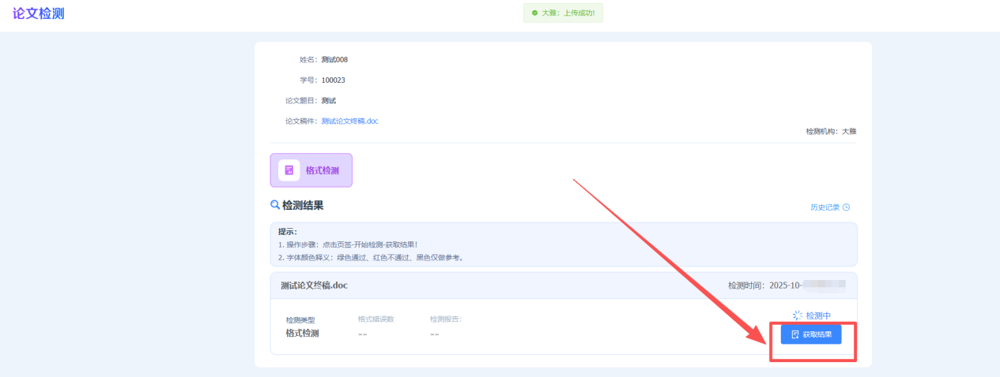 论文检测
大雅：上传成功!
姓名：测试008
学号：100023
论文题目：测试
论文稿件：测试论文终稿.doc
检测机构：大雅
格式检测
检测结果
历史记录
提示：
1. 操作步骤：点击页签-开始检测-获取结果!
2. 字体颜色释义：绿色通过、红色不通过、黑色仅做参考。
测试论文终稿.doc
检测时间：2025-10-
检测类型 格式错误数 检测报告：
检测中
格式检测 -- --
获取结果